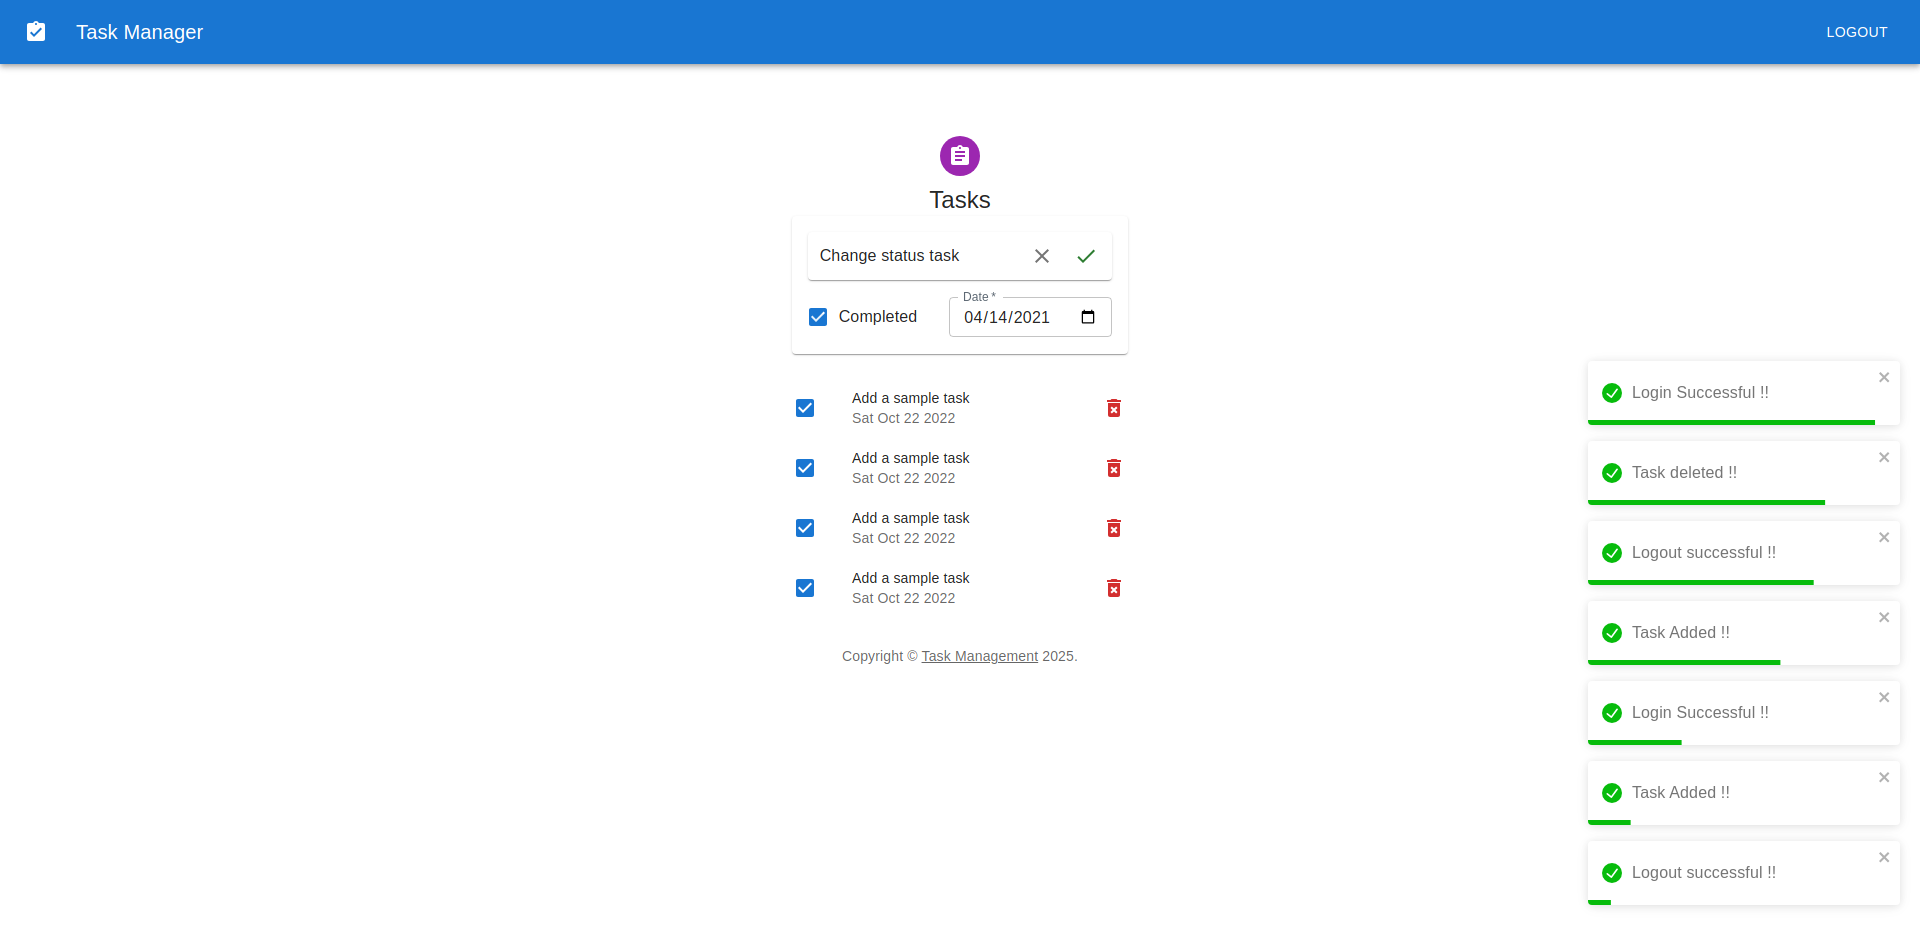 Task Manager
LOGOUT
Tasks
Change status task
Date *
Completed
04/14/2021
Add a sample task
Sat Oct 22 2022
Add a sample task
Sat Oct 22 2022
Add a sample task
Sat Oct 22 2022
Add a sample task
Sat Oct 22 2022
Copyright © Task Management 2025.
Login Successful !!
Task deleted !!
Logout successful !!
Task Added !!
Login Successful !!
Task Added !!
Logout successful !!